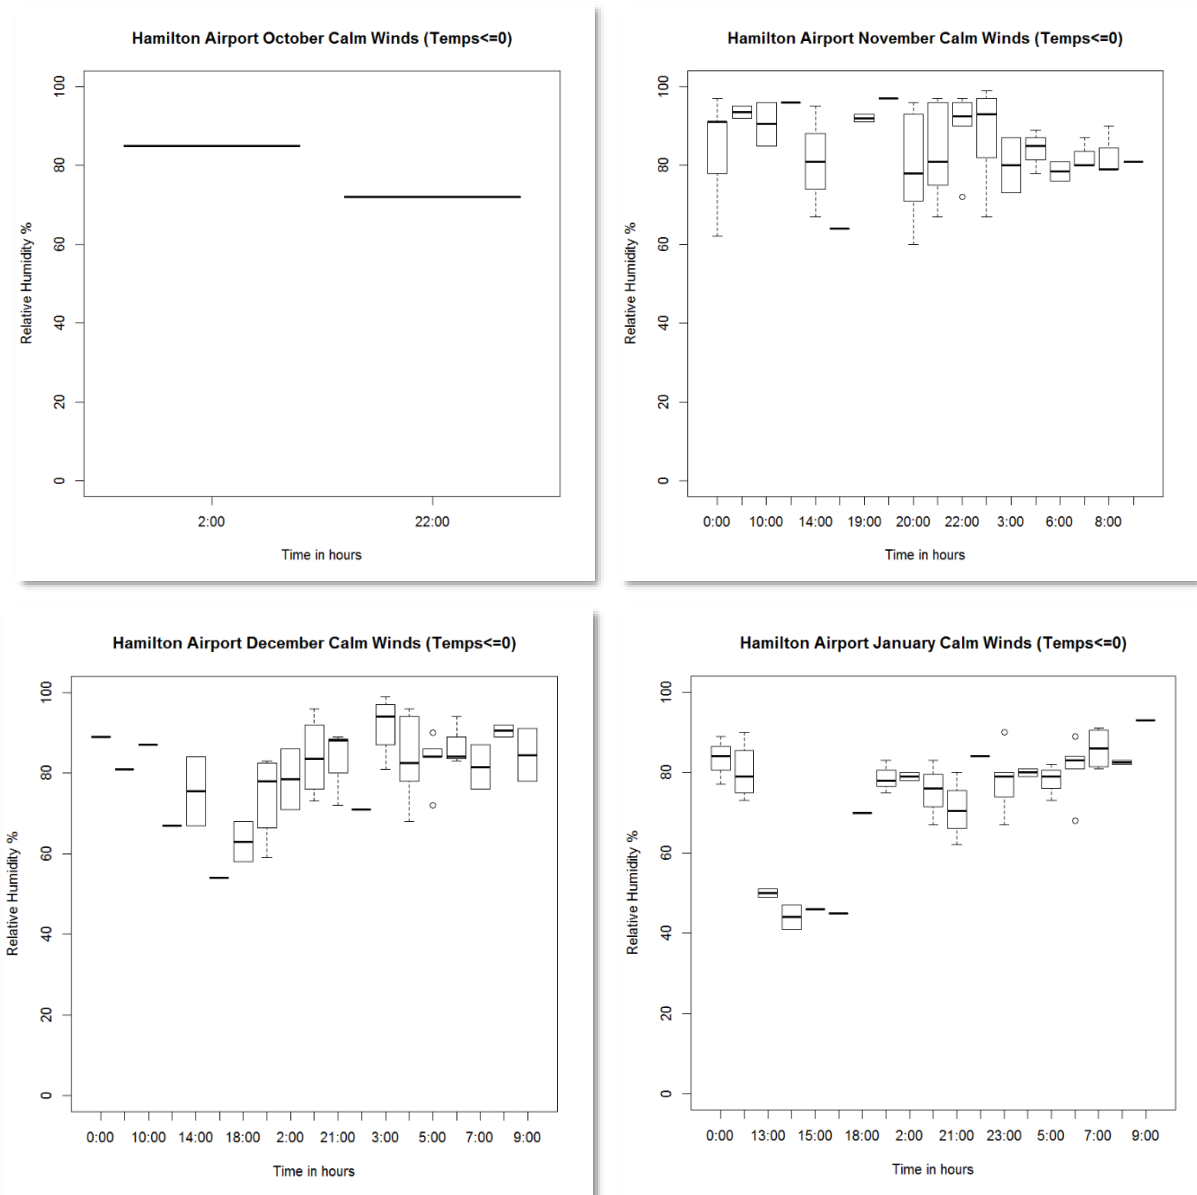 Hamilton Airport October Calm Winds (Temps<=0)
100
80
60
40
20
0
Relative Humidity %
2:00 22:00
Time in hours
Hamilton Airport November Calm Winds (Temps<=0)
100
80
60
40
20
0
Relative Humidity %
0:00 10:00 14:00 19:00 20:00 22:00 3:00 6:00 8:00
Time in hours
Hamilton Airport December Calm Winds (Temps<=0)
100
80
60
40
20
0
Relative Humidity %
0:00 10:00 14:00 18:00 2:00 21:00 3:00 5:00 7:00 9:00
Time in hours
Hamilton Airport January Calm Winds (Temps<=0)
100
80
60
40
20
0
Relative Humidity %
0:00 13:00 15:00 18:00 2:00 21:00 23:00 5:00 7:00 9:00
Time in hours